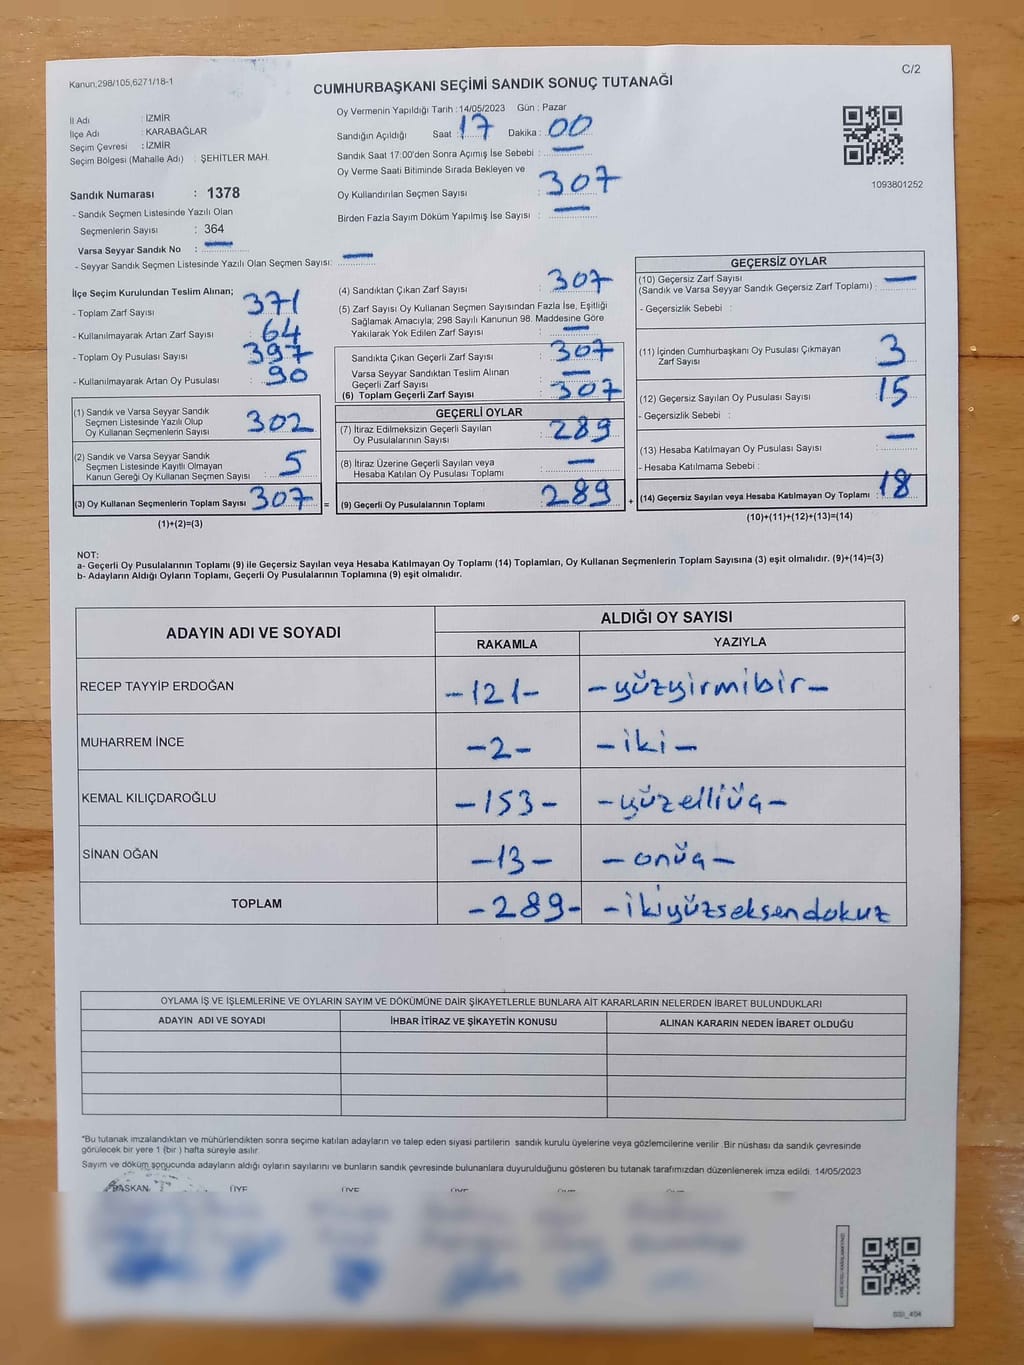 Kanun,298/105,6271/18-1
C/2
CUMHURBAŞKANI SEÇİMİ SANDIK SONUÇ TUTANAĞI
İl Adı : İZMİR
İlçe Adı : KARABAĞLAR
Seçim Çevresi : İZMİR
Seçim Bölgesi (Mahalle Adı) : ŞEHİTLER MAH.
Sandık Numarası : 1378
- Sandık Seçmen Listesinde Yazılı Olan
Seçmenlerin Sayısı : 364
Varsa Seyyar Sandık No : —
- Seyyar Sandık Seçmen Listesinde Yazılı Olan Seçmen Sayısı: —
Oy Vermenin Yapıldığı Tarih : 14/05/2023 Gün : Pazar
Sandığın Açıldığı Saat : 17 Dakika : 00
Sandık Saat 17:00'den Sonra Açımış İse Sebebi : —
Oy Verme Saati Bitiminde Sırada Bekleyen ve
Oy Kullandırılan Seçmen Sayısı : 307
Birden Fazla Sayım Döküm Yapılmış İse Sayısı : —
1093801252
İlçe Seçim Kurulundan Teslim Alınan;
- Toplam Zarf Sayısı : 371
- Kullanılmayarak Artan Zarf Sayısı : 64
- Toplam Oy Pusulası Sayısı : 397
- Kullanılmayarak Artan Oy Pusulası : 90
(1) Sandık ve Varsa Seyyar Sandık
Seçmen Listesinde Yazılı Olup
Oy Kullanan Seçmenlerin Sayısı : 302
(2) Sandık ve Varsa Seyyar Sandık
Seçmen Listesinde Kayıtlı Olmayan
Kanun Gereği Oy Kullanan Seçmen Sayısı : 5
(3) Oy Kullanan Seçmenlerin Toplam Sayısı : 307
(1)+(2)=(3)
=
(4) Sandıktan Çıkan Zarf Sayısı : 307
(5) Zarf Sayısı Oy Kullanan Seçmen Sayısından Fazla İse, Eşitliği
Sağlamak Amacıyla; 298 Sayılı Kanunun 98. Maddesine Göre
Yakılarak Yok Edilen Zarf Sayısı : —
Sandıkta Çıkan Geçerli Zarf Sayısı : 307
Varsa Seyyar Sandıktan Teslim Alınan
Geçerli Zarf Sayısı : —
(6) Toplam Geçerli Zarf Sayısı : 307
GEÇERLİ OYLAR
(7) İtiraz Edilmeksizin Geçerli Sayılan
Oy Pusulalarının Sayısı : 289
(8) İtiraz Üzerine Geçerli Sayılan veya
Hesaba Katılan Oy Pusulası Toplamı : —
(9) Geçerli Oy Pusulalarının Toplamı : 289
+
GEÇERSİZ OYLAR
(10) Geçersiz Zarf Sayısı
(Sandık ve Varsa Seyyar Sandık Geçersiz Zarf Toplamı) : —
- Geçersizlik Sebebi :
(11) İçinden Cumhurbaşkanı Oy Pusulası Çıkmayan
Zarf Sayısı : 3
(12) Geçersiz Sayılan Oy Pusulası Sayısı : 15
- Geçersizlik Sebebi :
(13) Hesaba Katılmayan Oy Pusulası Sayısı : —
- Hesaba Katılmama Sebebi :
(14) Geçersiz Sayılan veya Hesaba Katılmayan Oy Toplamı : 18
(10)+(11)+(12)+(13)=(14)
NOT:
a- Geçerli Oy Pusulalarının Toplamı (9) ile Geçersiz Sayılan veya Hesaba Katılmayan Oy Toplamı (14) Toplamları, Oy Kullanan Seçmenlerin Toplam Sayısına (3) eşit olmalıdır. (9)+(14)=(3)
b- Adayların Aldığı Oyların Toplamı, Geçerli Oy Pusulalarının Toplamına (9) eşit olmalıdır.
ADAYIN ADI VE SOYADI
ALDIĞI OY SAYISI
RAKAMLA YAZIYLA
RECEP TAYYİP ERDOĞAN -121- -yüzyirmibir-
MUHARREM İNCE -2- -iki-
KEMAL KILIÇDAROĞLU -153- -yüzelliüç-
SİNAN OĞAN -13- -onüç-
TOPLAM -289- -ikiyüzseksendokuz
OYLAMA İŞ VE İŞLEMLERİNE VE OYLARIN SAYIM VE DÖKÜMÜNE DAİR ŞİKAYETLERLE BUNLARA AİT KARARLARIN NELERDEN İBARET BULUNDUKLARI
ADAYIN ADI VE SOYADI İHBAR İTİRAZ VE ŞİKAYETİN KONUSU ALINAN KARARIN NEDEN İBARET OLDUĞU
"Bu tutanak imzalandıktan ve mühürlendikten sonra seçime katılan adayların ve talep eden siyasi partilerin sandık kurulu üyelerine veya gözlemcilerine verilir .Bir nüshası da sandık çevresinde
görülecek bir yere 1 (bir ) hafta süreyle asılır.
Sayım ve döküm sonucunda adayların aldığı oyların sayılarını ve bunların sandık çevresinde bulunanlara duyurulduğunu gösteren bu tutanak tarafımızdan düzenlenerek imza edildi. 14/05/2023
BAŞKAN ÜYE ÜYE ÜYE ÜYE ÜYE